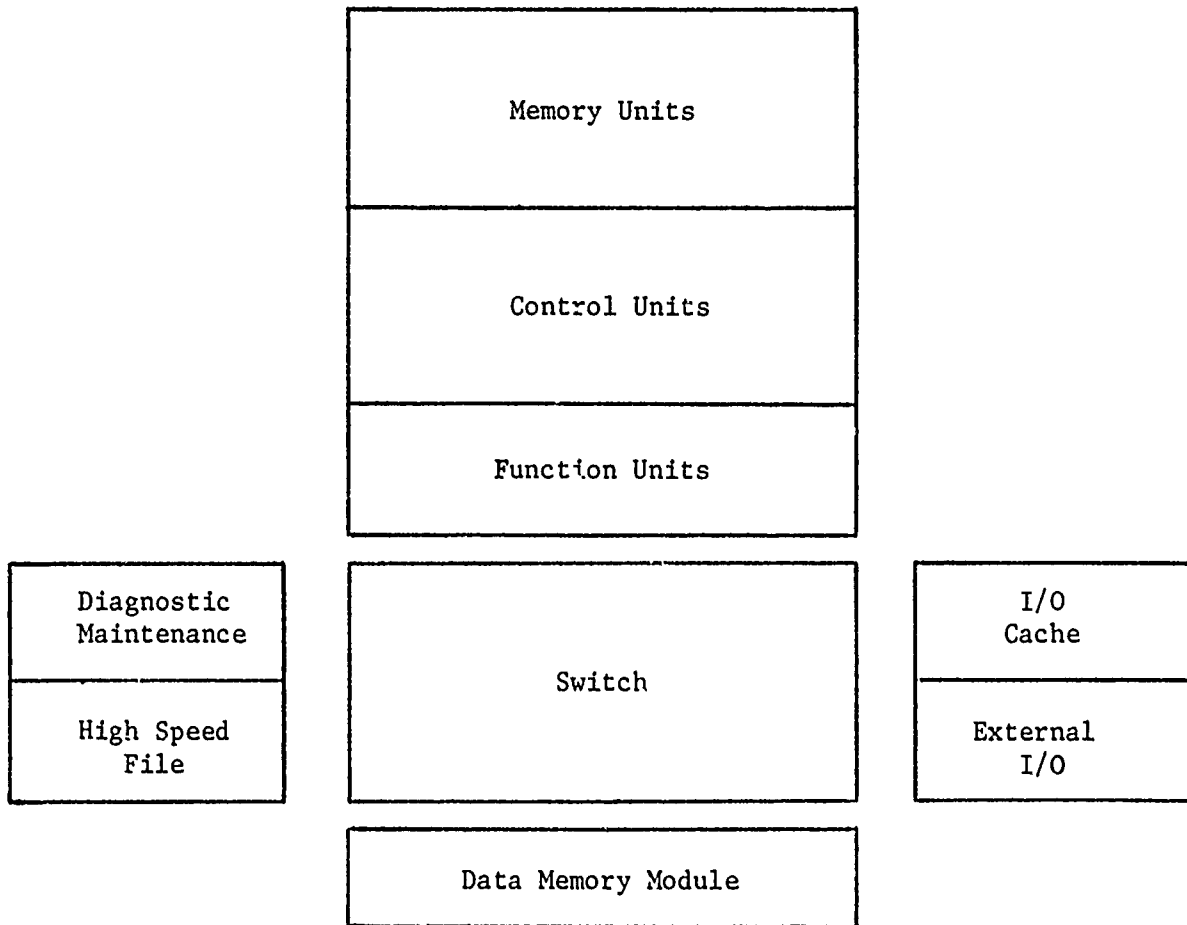 Memory Units
Control Units
Function Units
Diagnostic
Maintenance
High Speed
File
Switch
I/O
Cache
External
I/O
Data Memory Module